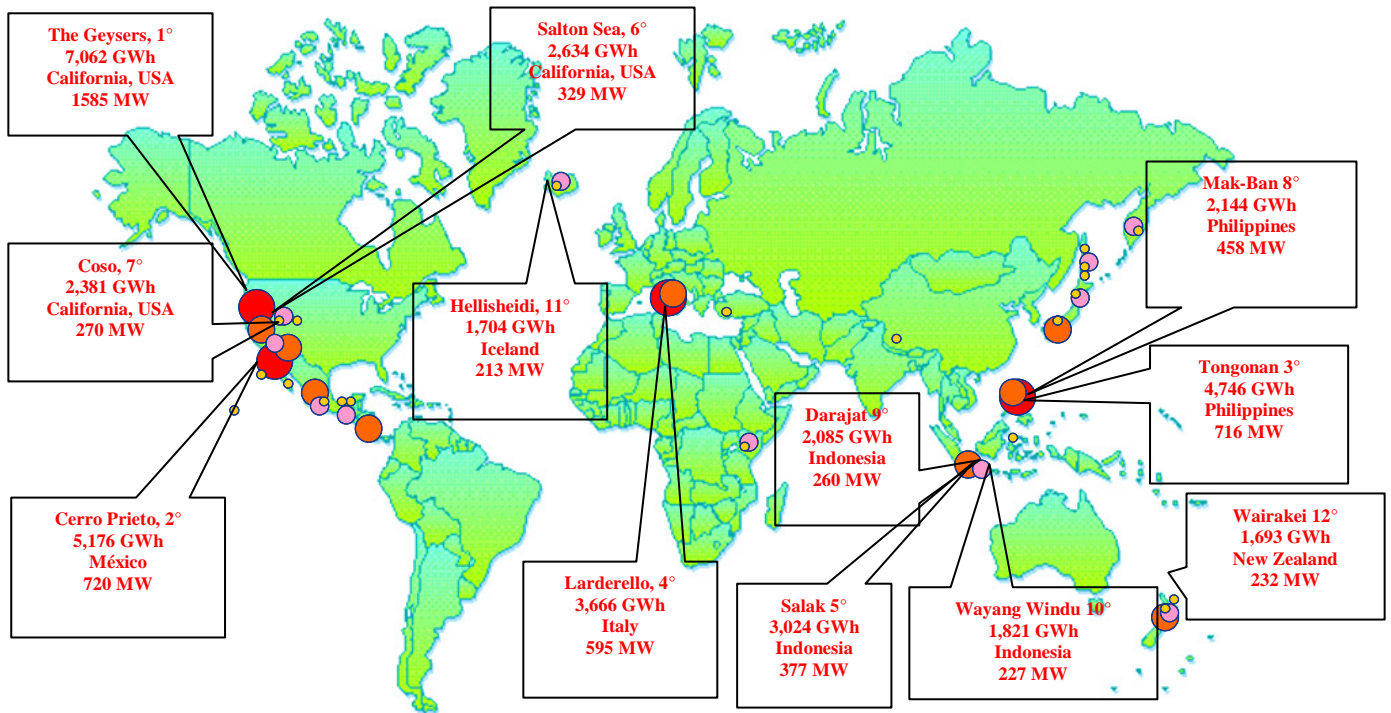 The Geysers, 1°
7,062 GWh
California, USA
1585 MW
Salton Sea, 6°
2,634 GWh
California, USA
329 MW
Mak-Ban 8°
2,144 GWh
Philippines
458 MW
Coso, 7°
2,381 GWh
California, USA
270 MW
Hellisheidi, 11°
1,704 GWh
Iceland
213 MW
Tongonan 3°
4,746 GWh
Philippines
716 MW
Darajat 9°
2,085 GWh
Indonesia
260 MW
Cerro Prieto, 2°
5,176 GWh
México
720 MW
Larderello, 4°
3,666 GWh
Italy
595 MW
Salak 5°
3,024 GWh
Indonesia
377 MW
Wayang Windu 10°
1,821 GWh
Indonesia
227 MW
Wairakei 12°
1,693 GWh
New Zealand
232 MW